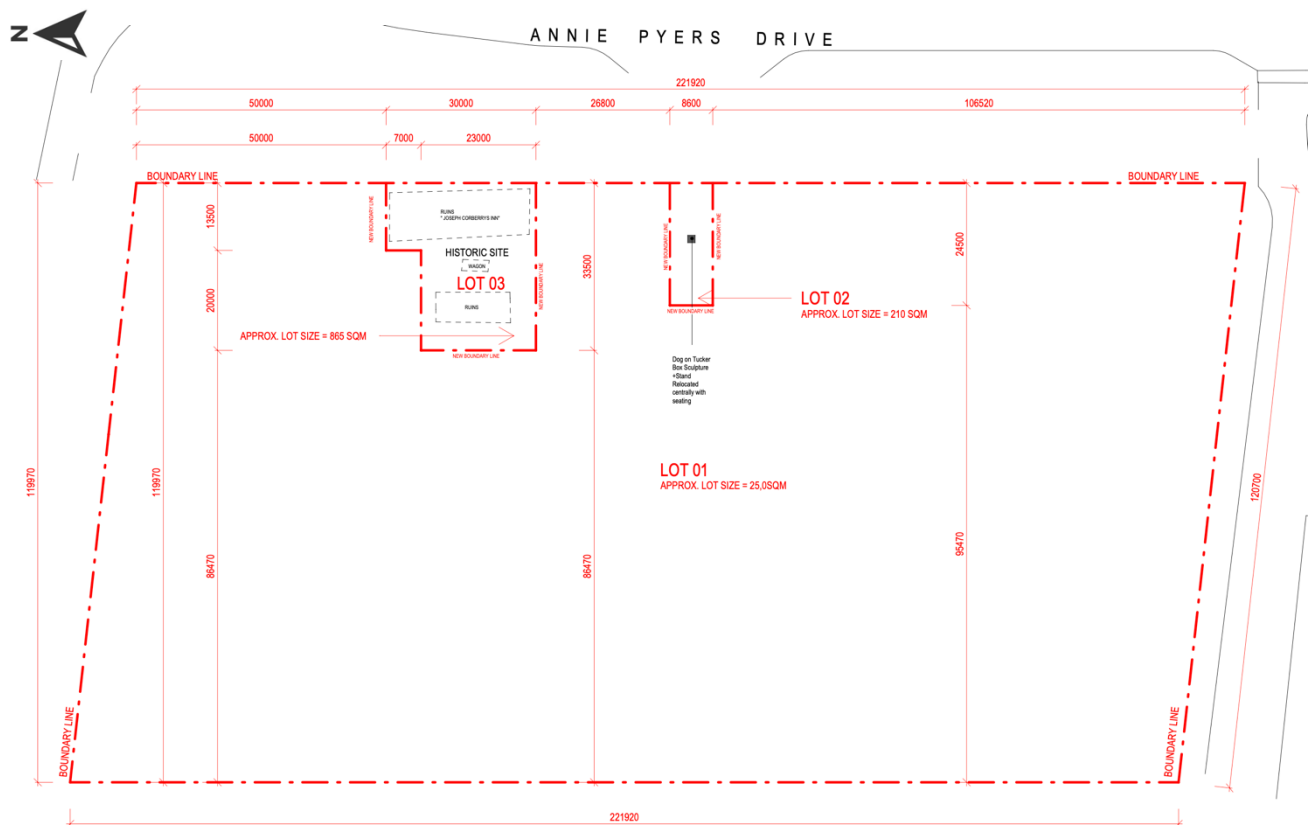 N
ANNIE PYERS DRIVE
221920
50000
30000
26800
8600
106520
50000
7000
23000
BOUNDARY LINE
BOUNDARY LINE
13500
NEW BOUNDARY LINE
RUINS
"JOSEPH CORBERRYS INN"
HISTORIC SITE
WAGON
LOT 03
RUINS
NEW BOUNDARY LINE
33500
20000
APPROX. LOT SIZE = 865 SQM
NEW BOUNDARY LINE
NEW BOUNDARY LINE
NEW BOUNDARY LINE
24500
LOT 02
APPROX. LOT SIZE = 210 SQM
NEW BOUNDARY LINE
Dog on Tucker
Box Sculpture
+Stand
Relocated
centrally with
seating
LOT 01
APPROX. LOT SIZE = 25,0SQM
119970
119970
86470
86470
95470
120700
BOUNDARY LINE
BOUNDARY LINE
221920